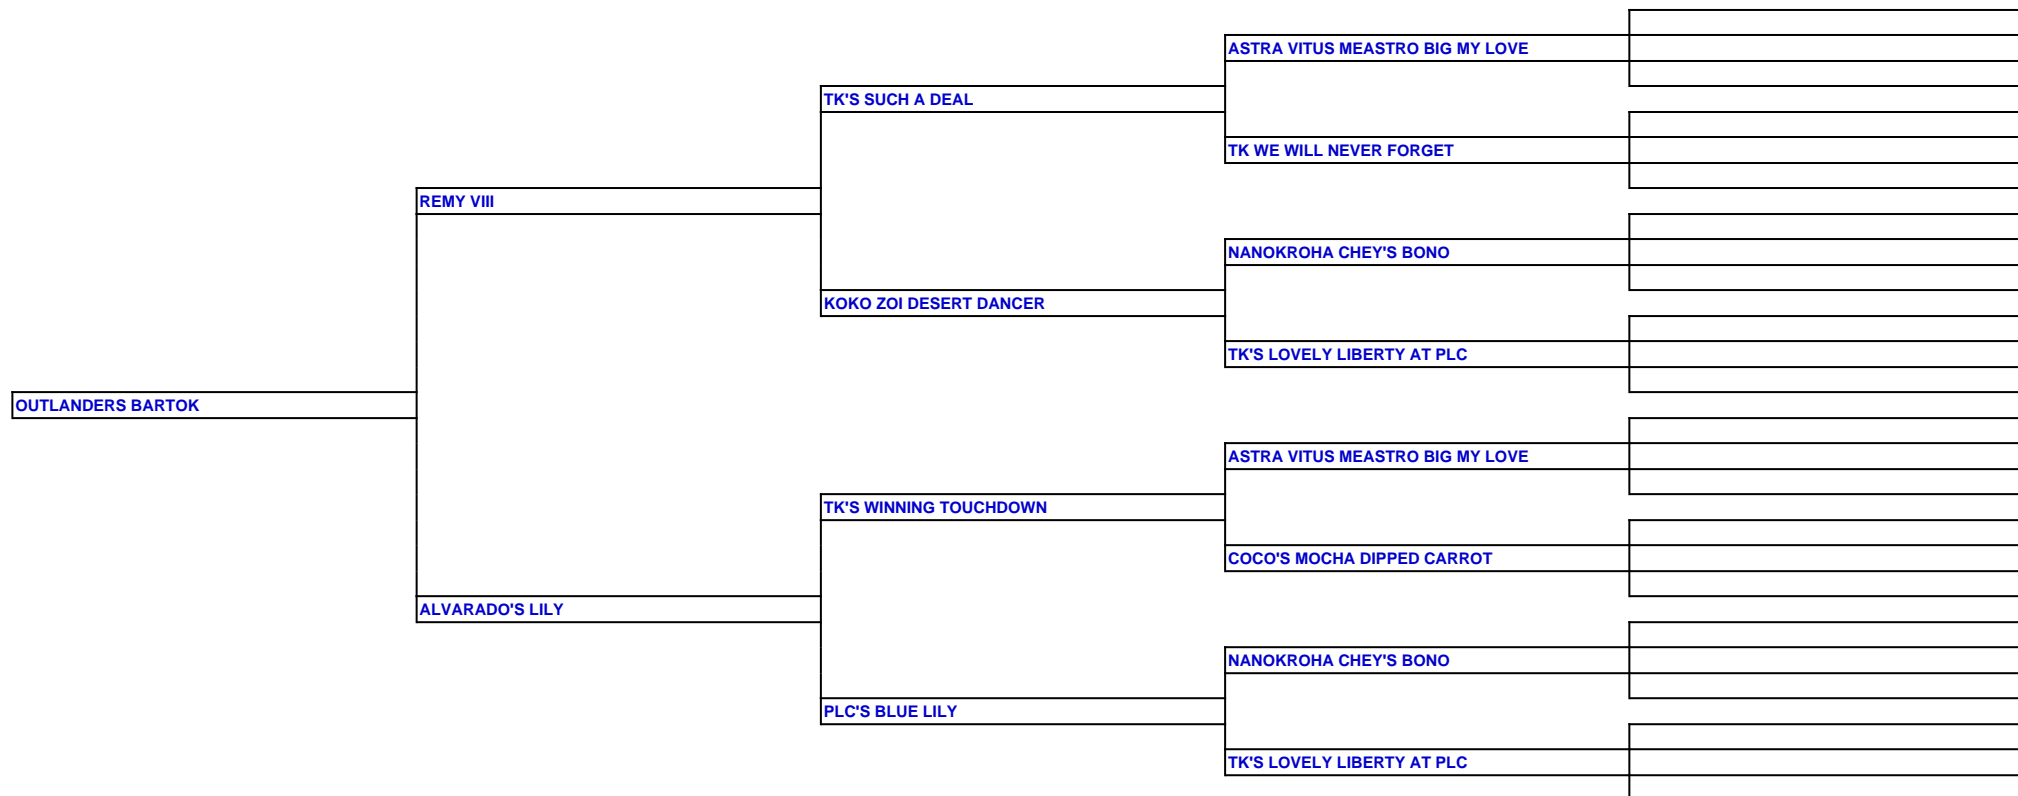 ASTRA VITUS MEASTRO BIG MY LOVE
TK'S SUCH A DEAL
TK WE WILL NEVER FORGET
REMY VIII
NANOKROHA CHEY'S BONO
KOKO ZOI DESERT DANCER
TK'S LOVELY LIBERTY AT PLC
OUTLANDERS BARTOK
ASTRA VITUS MEASTRO BIG MY LOVE
TK'S WINNING TOUCHDOWN
COCO'S MOCHA DIPPED CARROT
ALVARADO'S LILY
NANOKROHA CHEY'S BONO
PLC'S BLUE LILY
TK'S LOVELY LIBERTY AT PLC